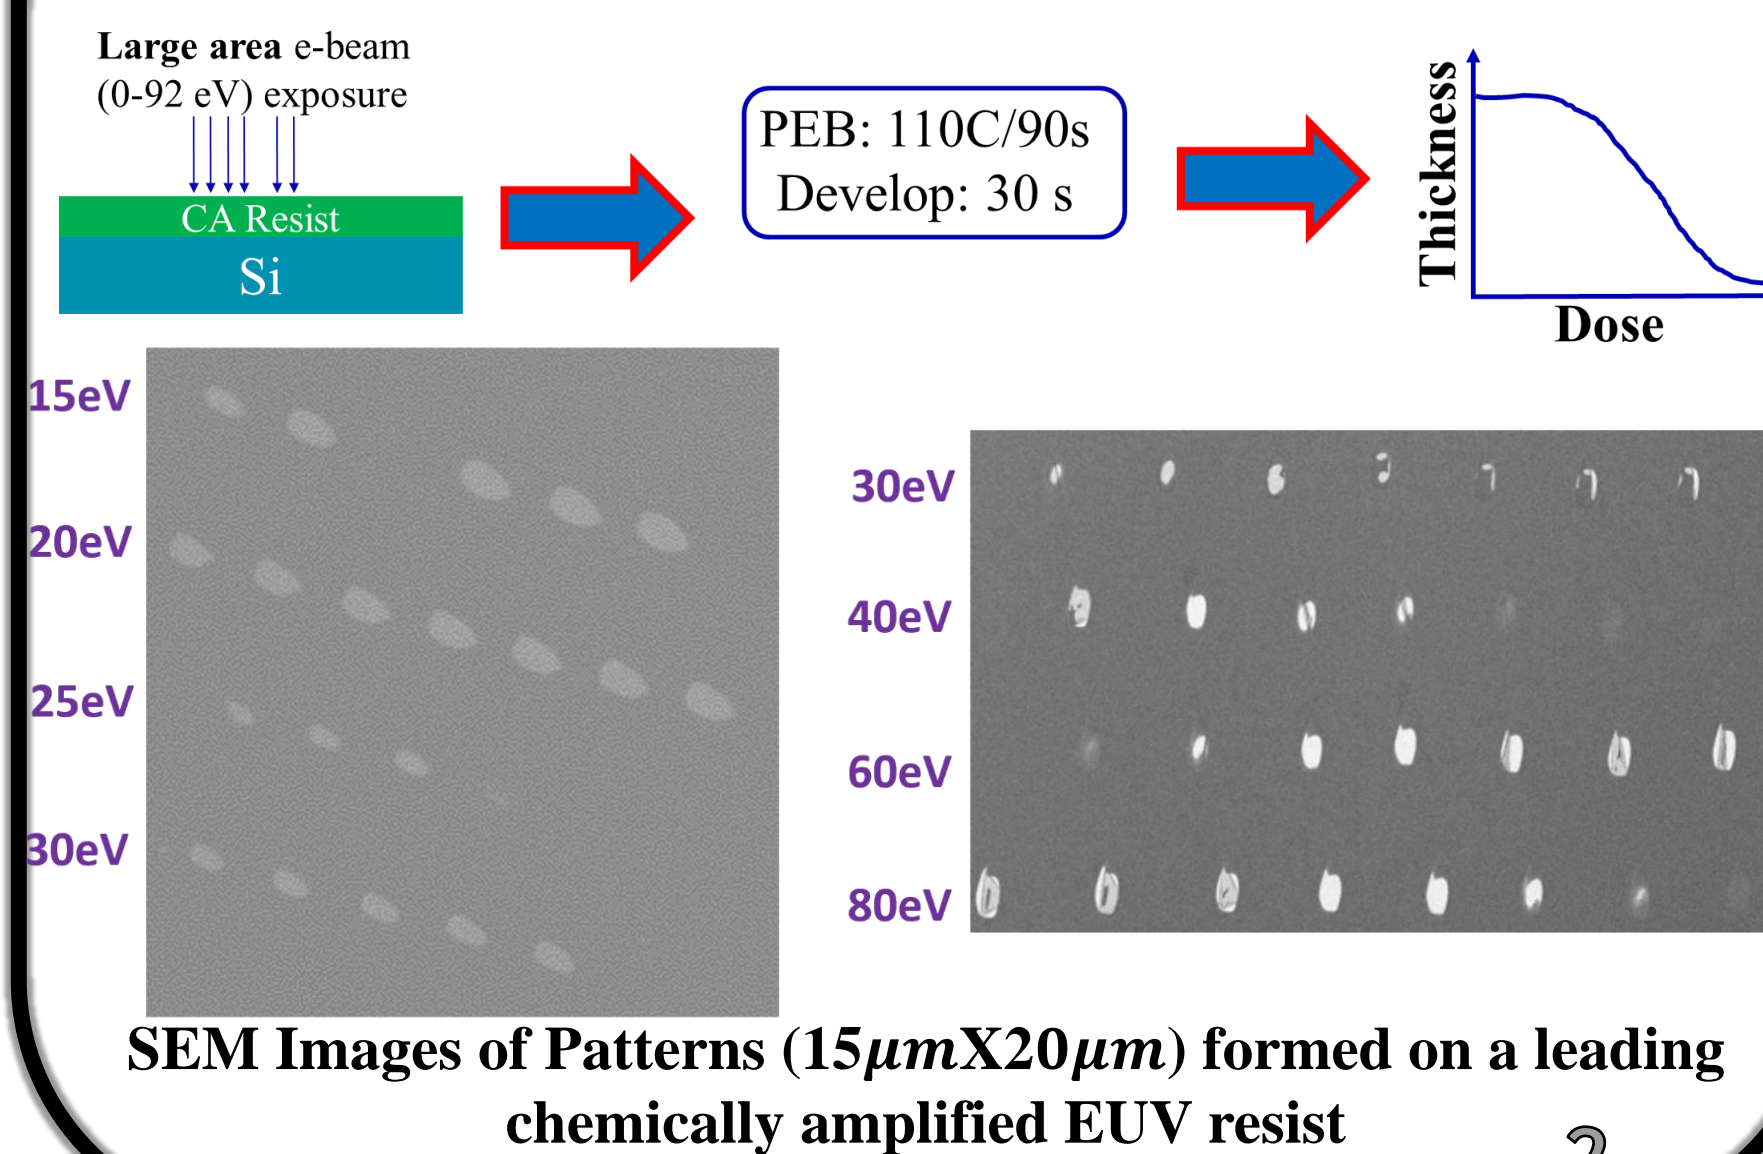 Large area e-beam
(0-92 eV) exposure
CA Resist
Si
PEB: 110C/90s
Develop: 30 s
Thickness
Dose
15eV
20eV
25eV
30eV
30eV
40eV
60eV
80eV
SEM Images of Patterns (15μmX20μm) formed on a leading
chemically amplified EUV resist